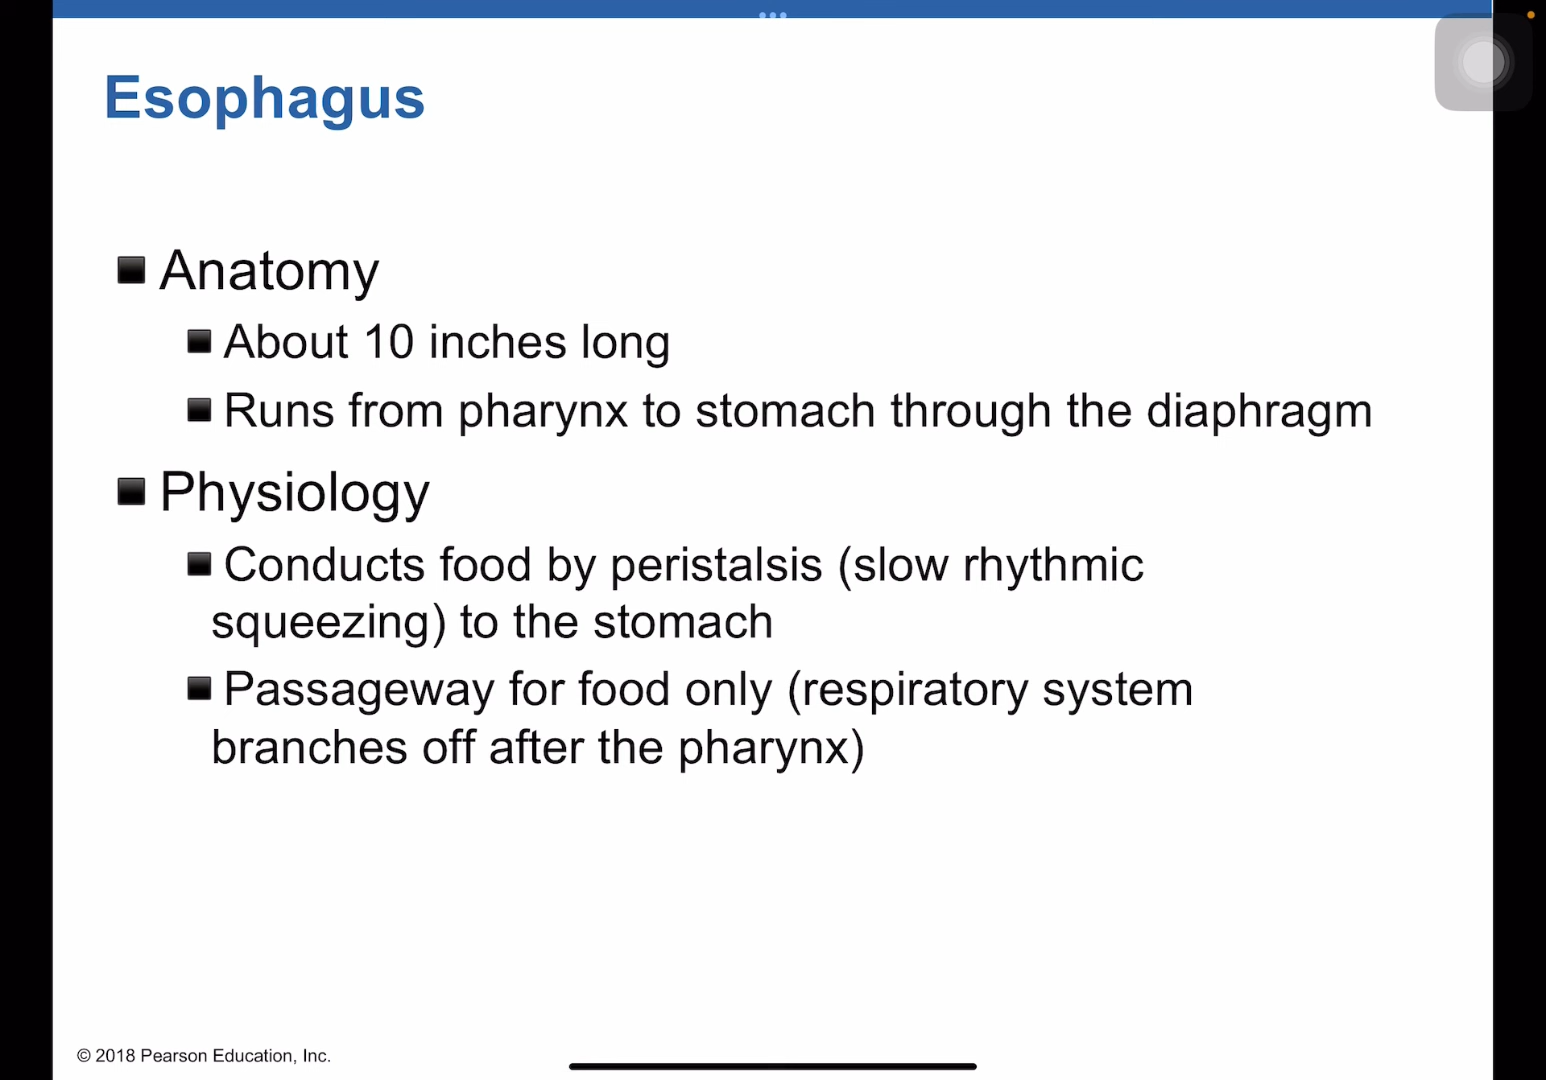 Esophagus
Anatomy
About 10 inches long
Runs from pharynx to stomach through the diaphragm
Physiology
Conducts food by peristalsis (slow rhythmic
squeezing) to the stomach
Passageway for food only (respiratory system
branches off after the pharynx)
© 2018 Pearson Education, Inc.